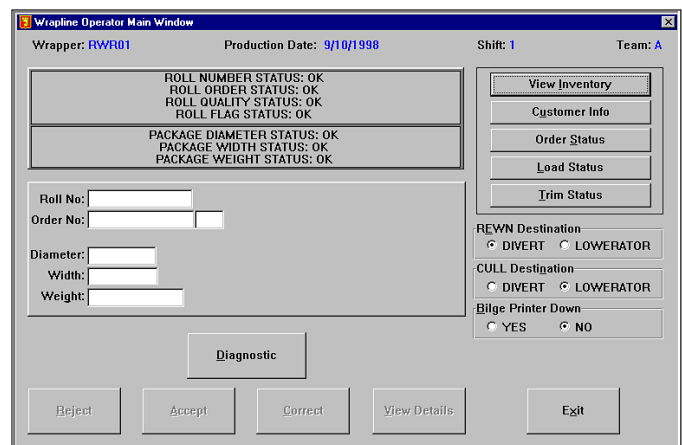 Wrapline Operator Main Window
Wrapper: RWR01 Production Date: 9/10/1998 Shift: 1 Team: A
ROLL NUMBER STATUS: OK
ROLL ORDER STATUS: OK
ROLL QUALITY STATUS: OK
ROLL FLAG STATUS: OK
PACKAGE DIAMETER STATUS: OK
PACKAGE WIDTH STATUS: OK
PACKAGE WEIGHT STATUS: OK
View Inventory
Customer Info
Order Status
Load Status
Trim Status
Roll No:
Order No:
Diameter:
Width:
Weight:
REWN Destination
DIVERT LOWERATOR
CULL Destination
DIVERT LOWERATOR
Bilge Printer Down
YES NO
Diagnostic
Reject Accept Correct View Details Exit